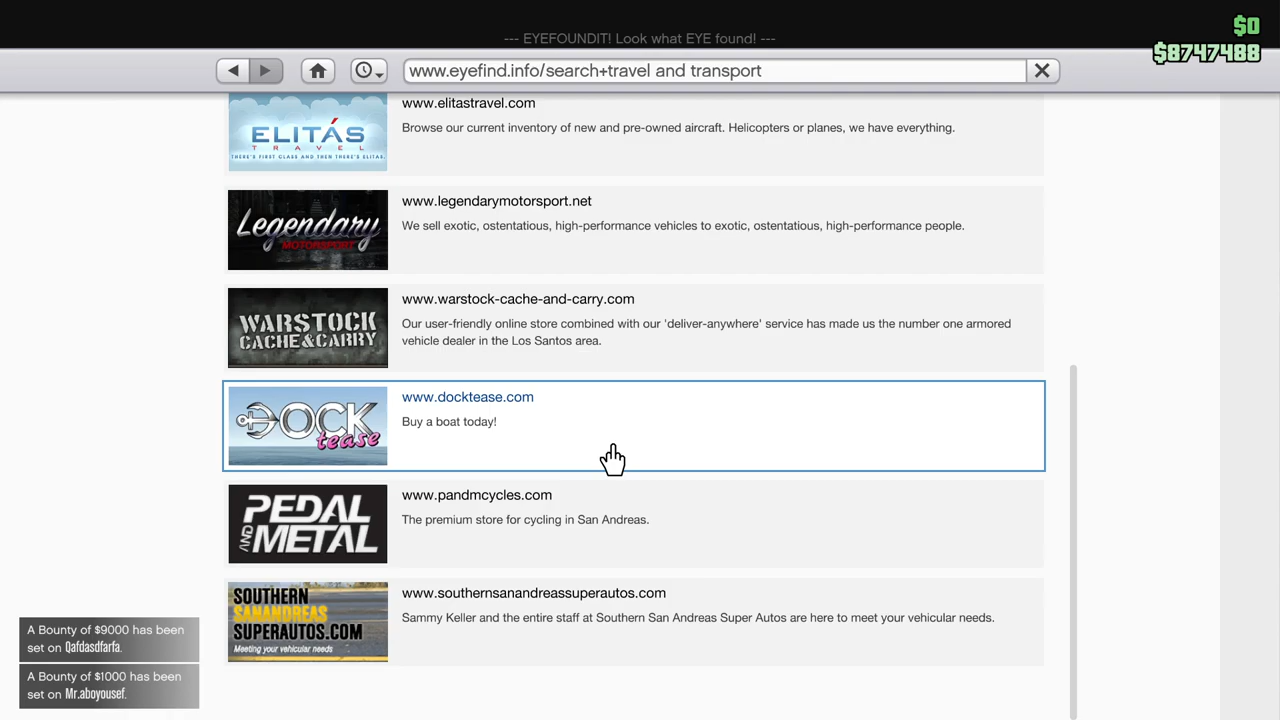 --- EYEFOUNDIT! Look what EYE found! ---
$0
$8747488
www.eyefind.info/search+travel and transport
ELITÁS
TRAVEL
THERE'S FIRST CLASS AND THEN THERE'S ELITAS.
www.elitastravel.com
Browse our current inventory of new and pre-owned aircraft. Helicopters or planes, we have everything.
Legendary
MOTORSPORT
www.legendarymotorsport.net
We sell exotic, ostentatious, high-performance vehicles to exotic, ostentatious, high-performance people.
WARSTOCK
CACHE&CARRY
www.warstock-cache-and-carry.com
Our user-friendly online store combined with our 'deliver-anywhere' service has made us the number one armored
vehicle dealer in the Los Santos area.
DOCK
tease
www.docktease.com
Buy a boat today!
PEDAL
AND METAL
www.pandmcycles.com
The premium store for cycling in San Andreas.
SOUTHERN
SANANDREAS
SUPERAUTOS.COM
Meeting your vehicular needs
www.southernsanandreassuperautos.com
Sammy Keller and the entire staff at Southern San Andreas Super Autos are here to meet your vehicular needs.
A Bounty of $9000 has been
set on Qafdasdfarfa.
A Bounty of $1000 has been
set on Mr.aboyousef.